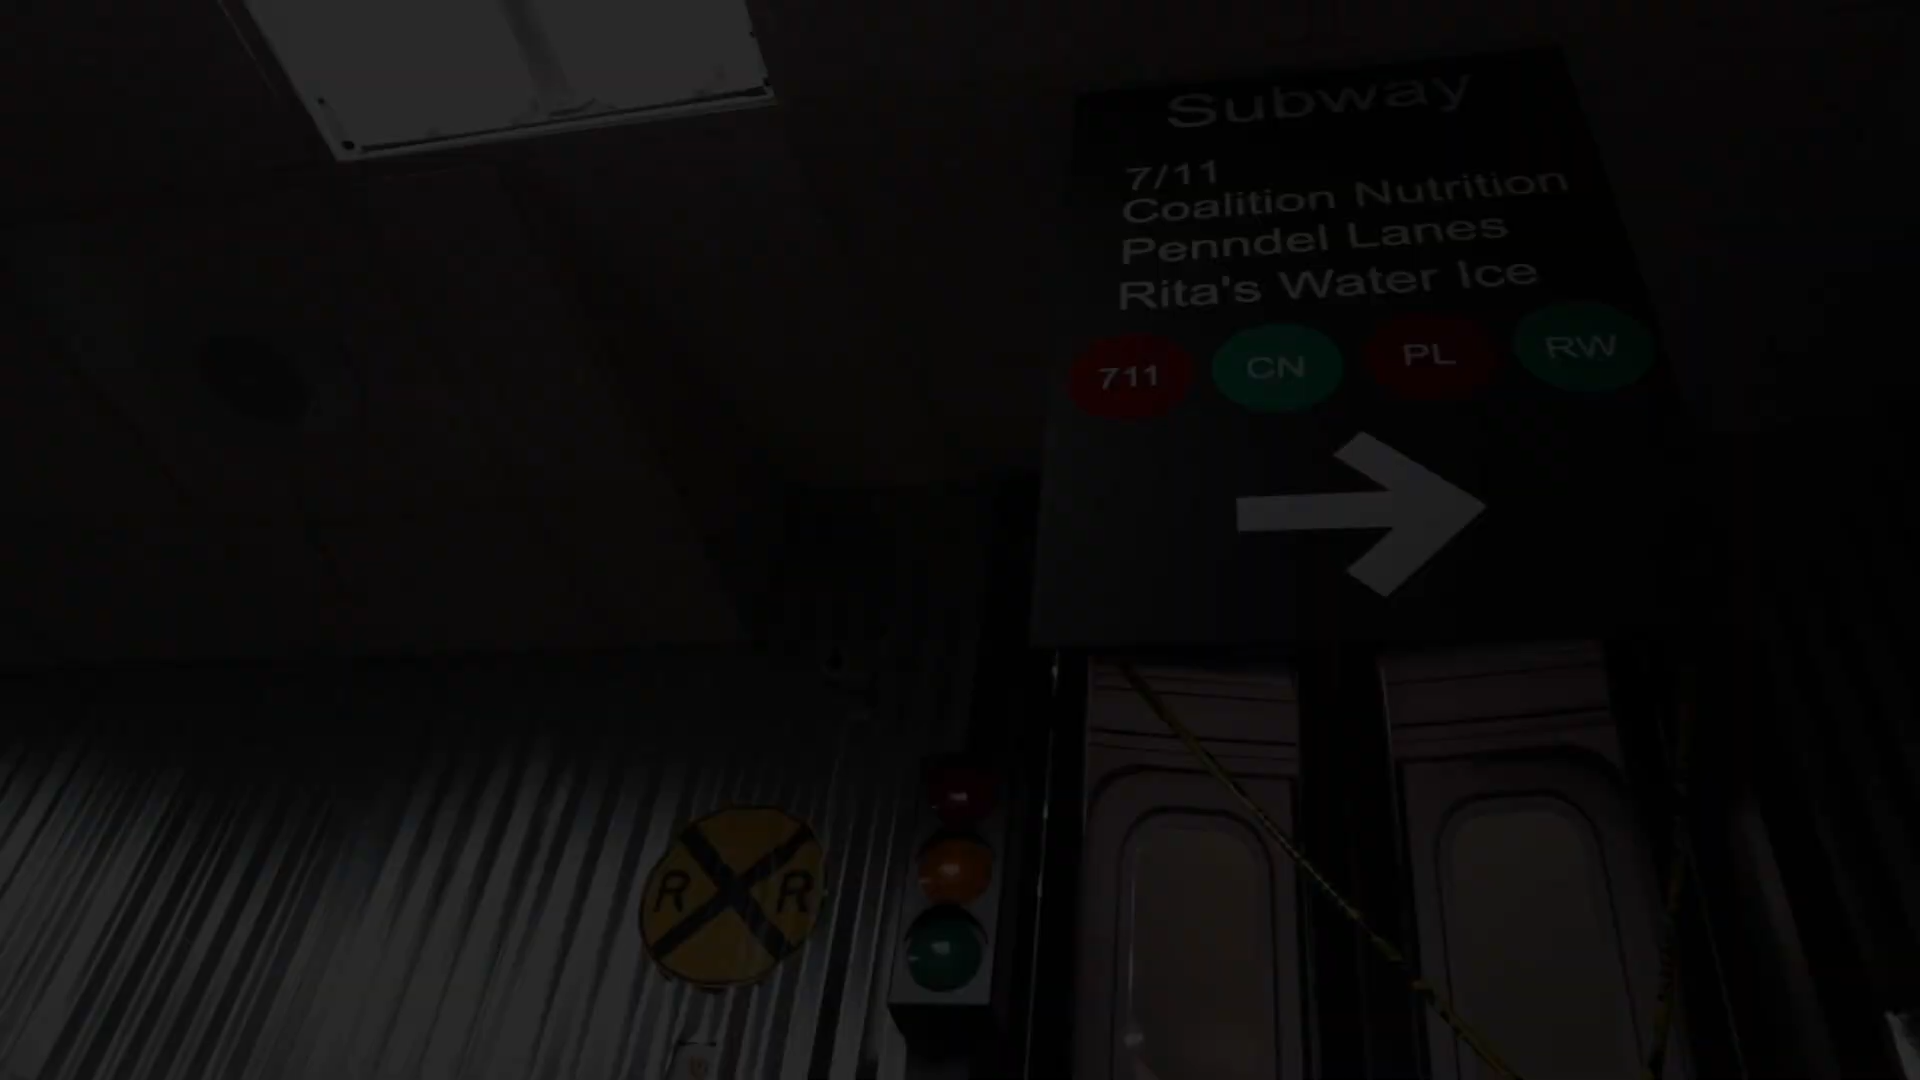 Subway
7/11
Coalition Nutrition
Penndel Lanes
Rita's Water Ice
711 CN PL RW
R R